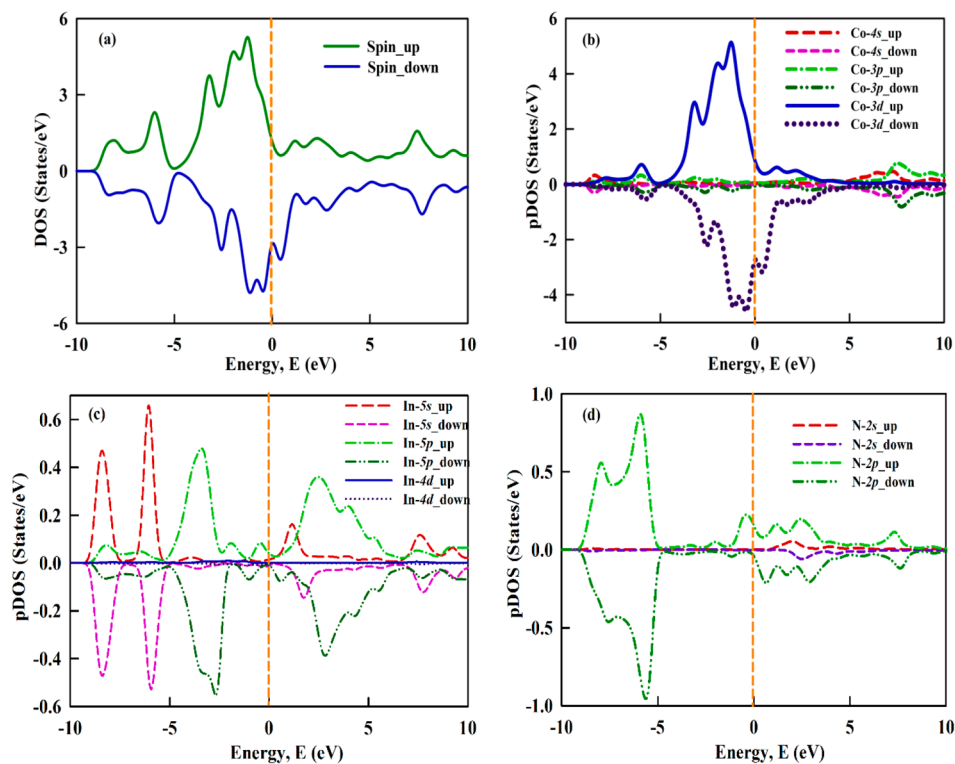 (a)
Spin_up
Spin_down
6
3
0
-3
-6
DOS (States/eV)
-10
-5
0
5
10
Energy, E (eV)
(b)
Co-4s_up
Co-4s_down
Co-3p_up
Co-3p_down
Co-3d_up
Co-3d_down
6
4
2
0
-2
-4
pDOS (States/eV)
-10
-5
0
5
10
Energy, E (eV)
(c)
In-5s_up
In-5s_down
In-5p_up
In-5p_down
In-4d_up
In-4d_down
0.6
0.4
0.2
0.0
-0.2
-0.4
-0.6
pDOS (States/eV)
-10
-5
0
5
10
Energy, E (eV)
(d)
N-2s_up
N-2s_down
N-2p_up
N-2p_down
1.0
0.5
0.0
-0.5
-1.0
pDOS (States/eV)
-10
-5
0
5
10
Energy, E (eV)